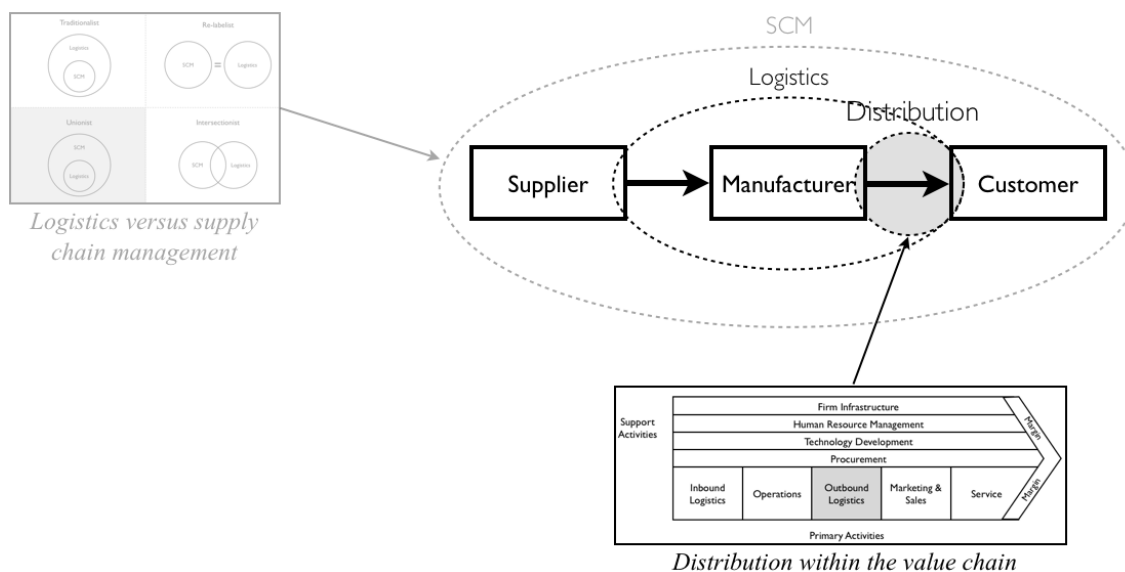 Traditionalist
Logistics
SCM
Re-labelist
SCM
=
Logistics
Unionist
SCM
Logistics
Intersectionist
SCM
Logistics
Logistics versus supply
chain management
SCM
Logistics
Distribution
Supplier
Manufacturer
Customer
Support
Activities
Firm Infrastructure
Human Resource Management
Technology Development
Procurement
Inbound
Logistics
Operations
Outbound
Logistics
Marketing &
Sales
Service
Margin
Margin
Primary Activities
Distribution within the value chain